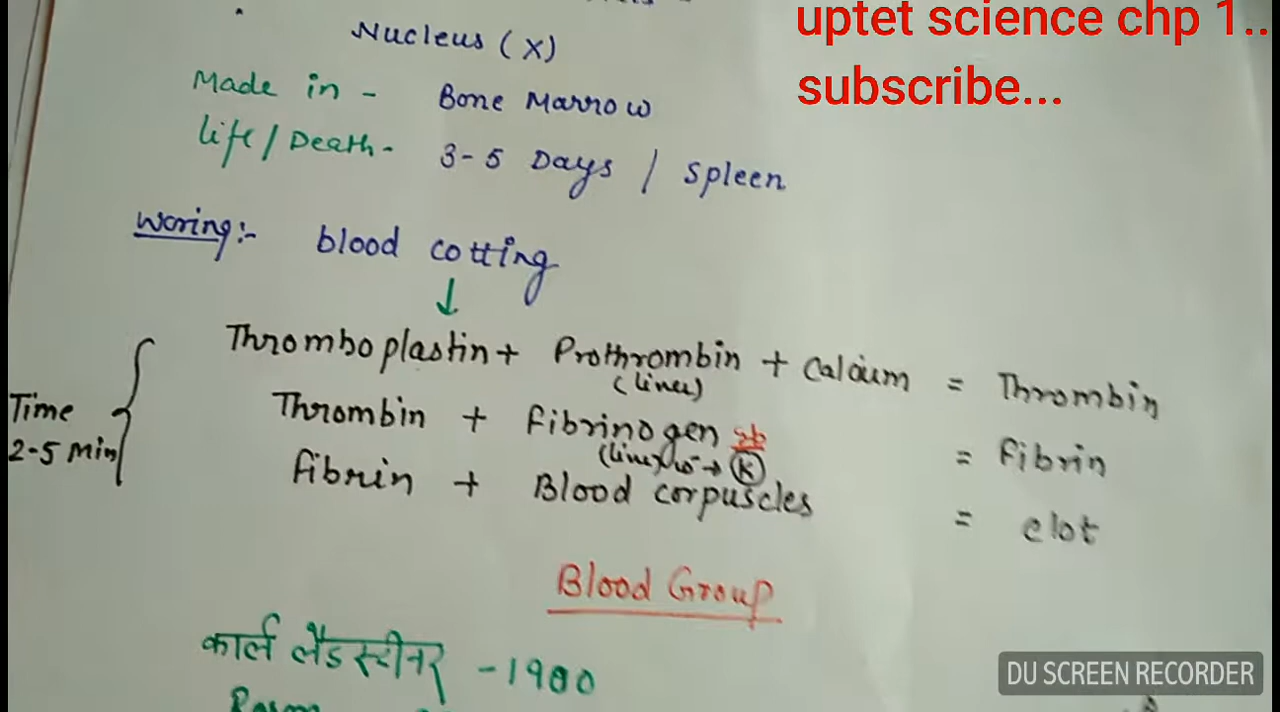 uptet science chp 1..
subscribe...
Nucleus (X)
Made in - Bone Marrow
life/Death- 3-5 Days / Spleen
Woring:- blood cotting
↓
Thromboplastin + Prothrombin + Calcium = Thrombin
(liver)
Time 2-5 Min
Thrombin + Fibrinogen = Fibrin
(liver) → K
Fibrin + Blood corpuscles = clot
Blood Group
कार्ल लैंडस्टीनर - 1900
DU SCREEN RECORDER